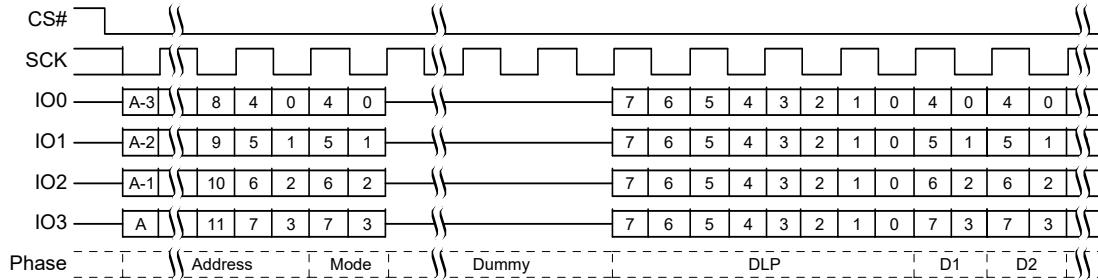 CS#
SCK
IO0 A-3 8 4 0 4 0 7 6 5 4 3 2 1 0 4 0 4 0
IO1 A-2 9 5 1 5 1 7 6 5 4 3 2 1 0 5 1 5 1
IO2 A-1 10 6 2 6 2 7 6 5 4 3 2 1 0 6 2 6 2
IO3 A 11 7 3 7 3 7 6 5 4 3 2 1 0 7 3 7 3
Phase Address Mode Dummy DLP D1 D2